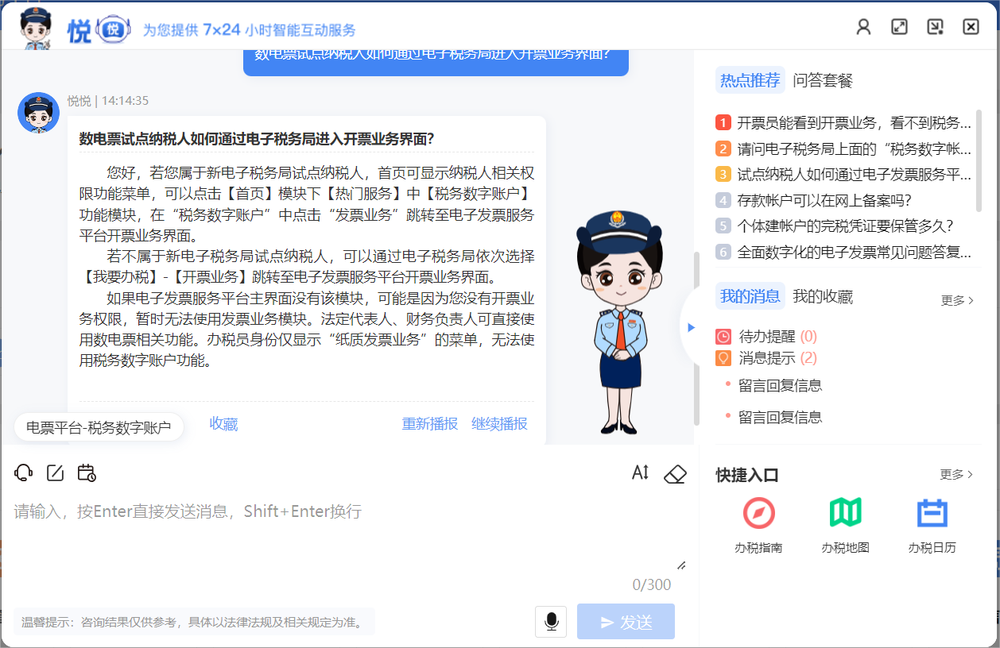 悦 悦 为您提供 7×24 小时智能互动服务
数电票试点纳税人如何通过电子税务局进入开票业务界面？
悦悦 | 14:14:35
数电票试点纳税人如何通过电子税务局进入开票业务界面？
您好，若您属于新电子税务局试点纳税人，首页可显示纳税人相关权
限功能菜单，可以点击【首页】模块下【热门服务】中【税务数字账户】
功能模块，在“税务数字账户”中点击“发票业务”跳转至电子发票服务
平台开票业务界面。
若不属于新电子税务局试点纳税人，可以通过电子税务局依次选择
【我要办税】-【开票业务】跳转至电子发票服务平台开票业务界面。
如果电子发票服务平台主界面没有该模块，可能是因为您没有开票业
务权限，暂时无法使用发票业务模块。法定代表人、财务负责人可直接使
用数电票相关功能。办税员身份仅显示“纸质发票业务”的菜单，无法使
用税务数字账户功能。
电票平台-税务数字账户 收藏 重新播报 继续播报
A
请输入，按Enter直接发送消息，Shift+Enter换行
0/300
温馨提示：咨询结果仅供参考，具体以法律法规及相关规定为准。
发送
热点推荐 问答套餐
1 开票员能看到开票业务，看不到税务...
2 请问电子税务局上面的“税务数字帐...
3 试点纳税人如何通过电子发票服务平...
4 存款帐户可以在网上备案吗？
5 个体建帐户的完税凭证要保管多久？
6 全面数字化的电子发票常见问题答复...
我的消息 我的收藏 更多
待办提醒 (0)
消息提示 (2)
留言回复信息
留言回复信息
快捷入口 更多
办税指南 办税地图 办税日历